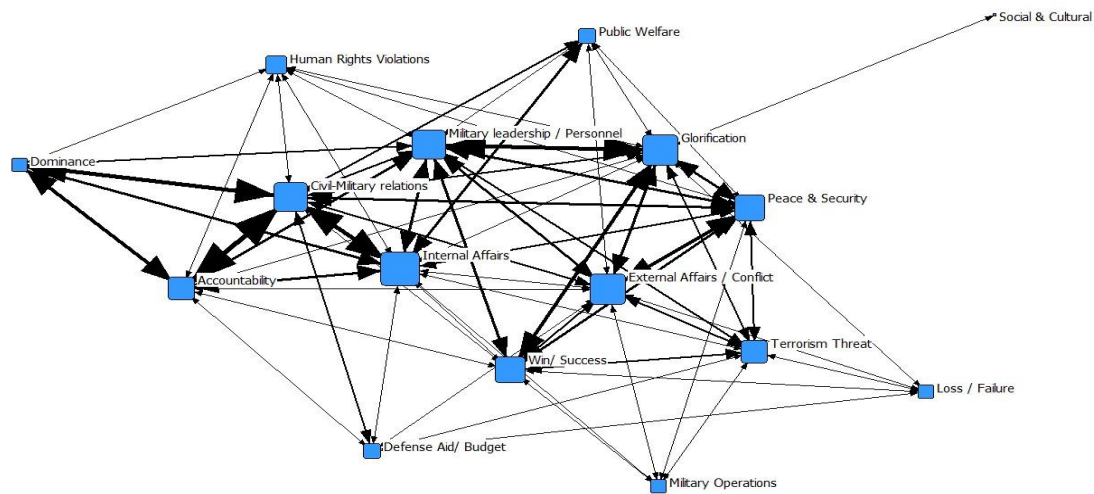 Social & Cultural
Public Welfare
Human Rights Violations
Military leadership / Personnel
Glorification
Dominance
Civil-Military relations
Peace & Security
Internal Affairs
Accountability
External Affairs / Conflict
Terrorism Threat
Win/ Success
Loss / Failure
Defense Aid/ Budget
Military Operations